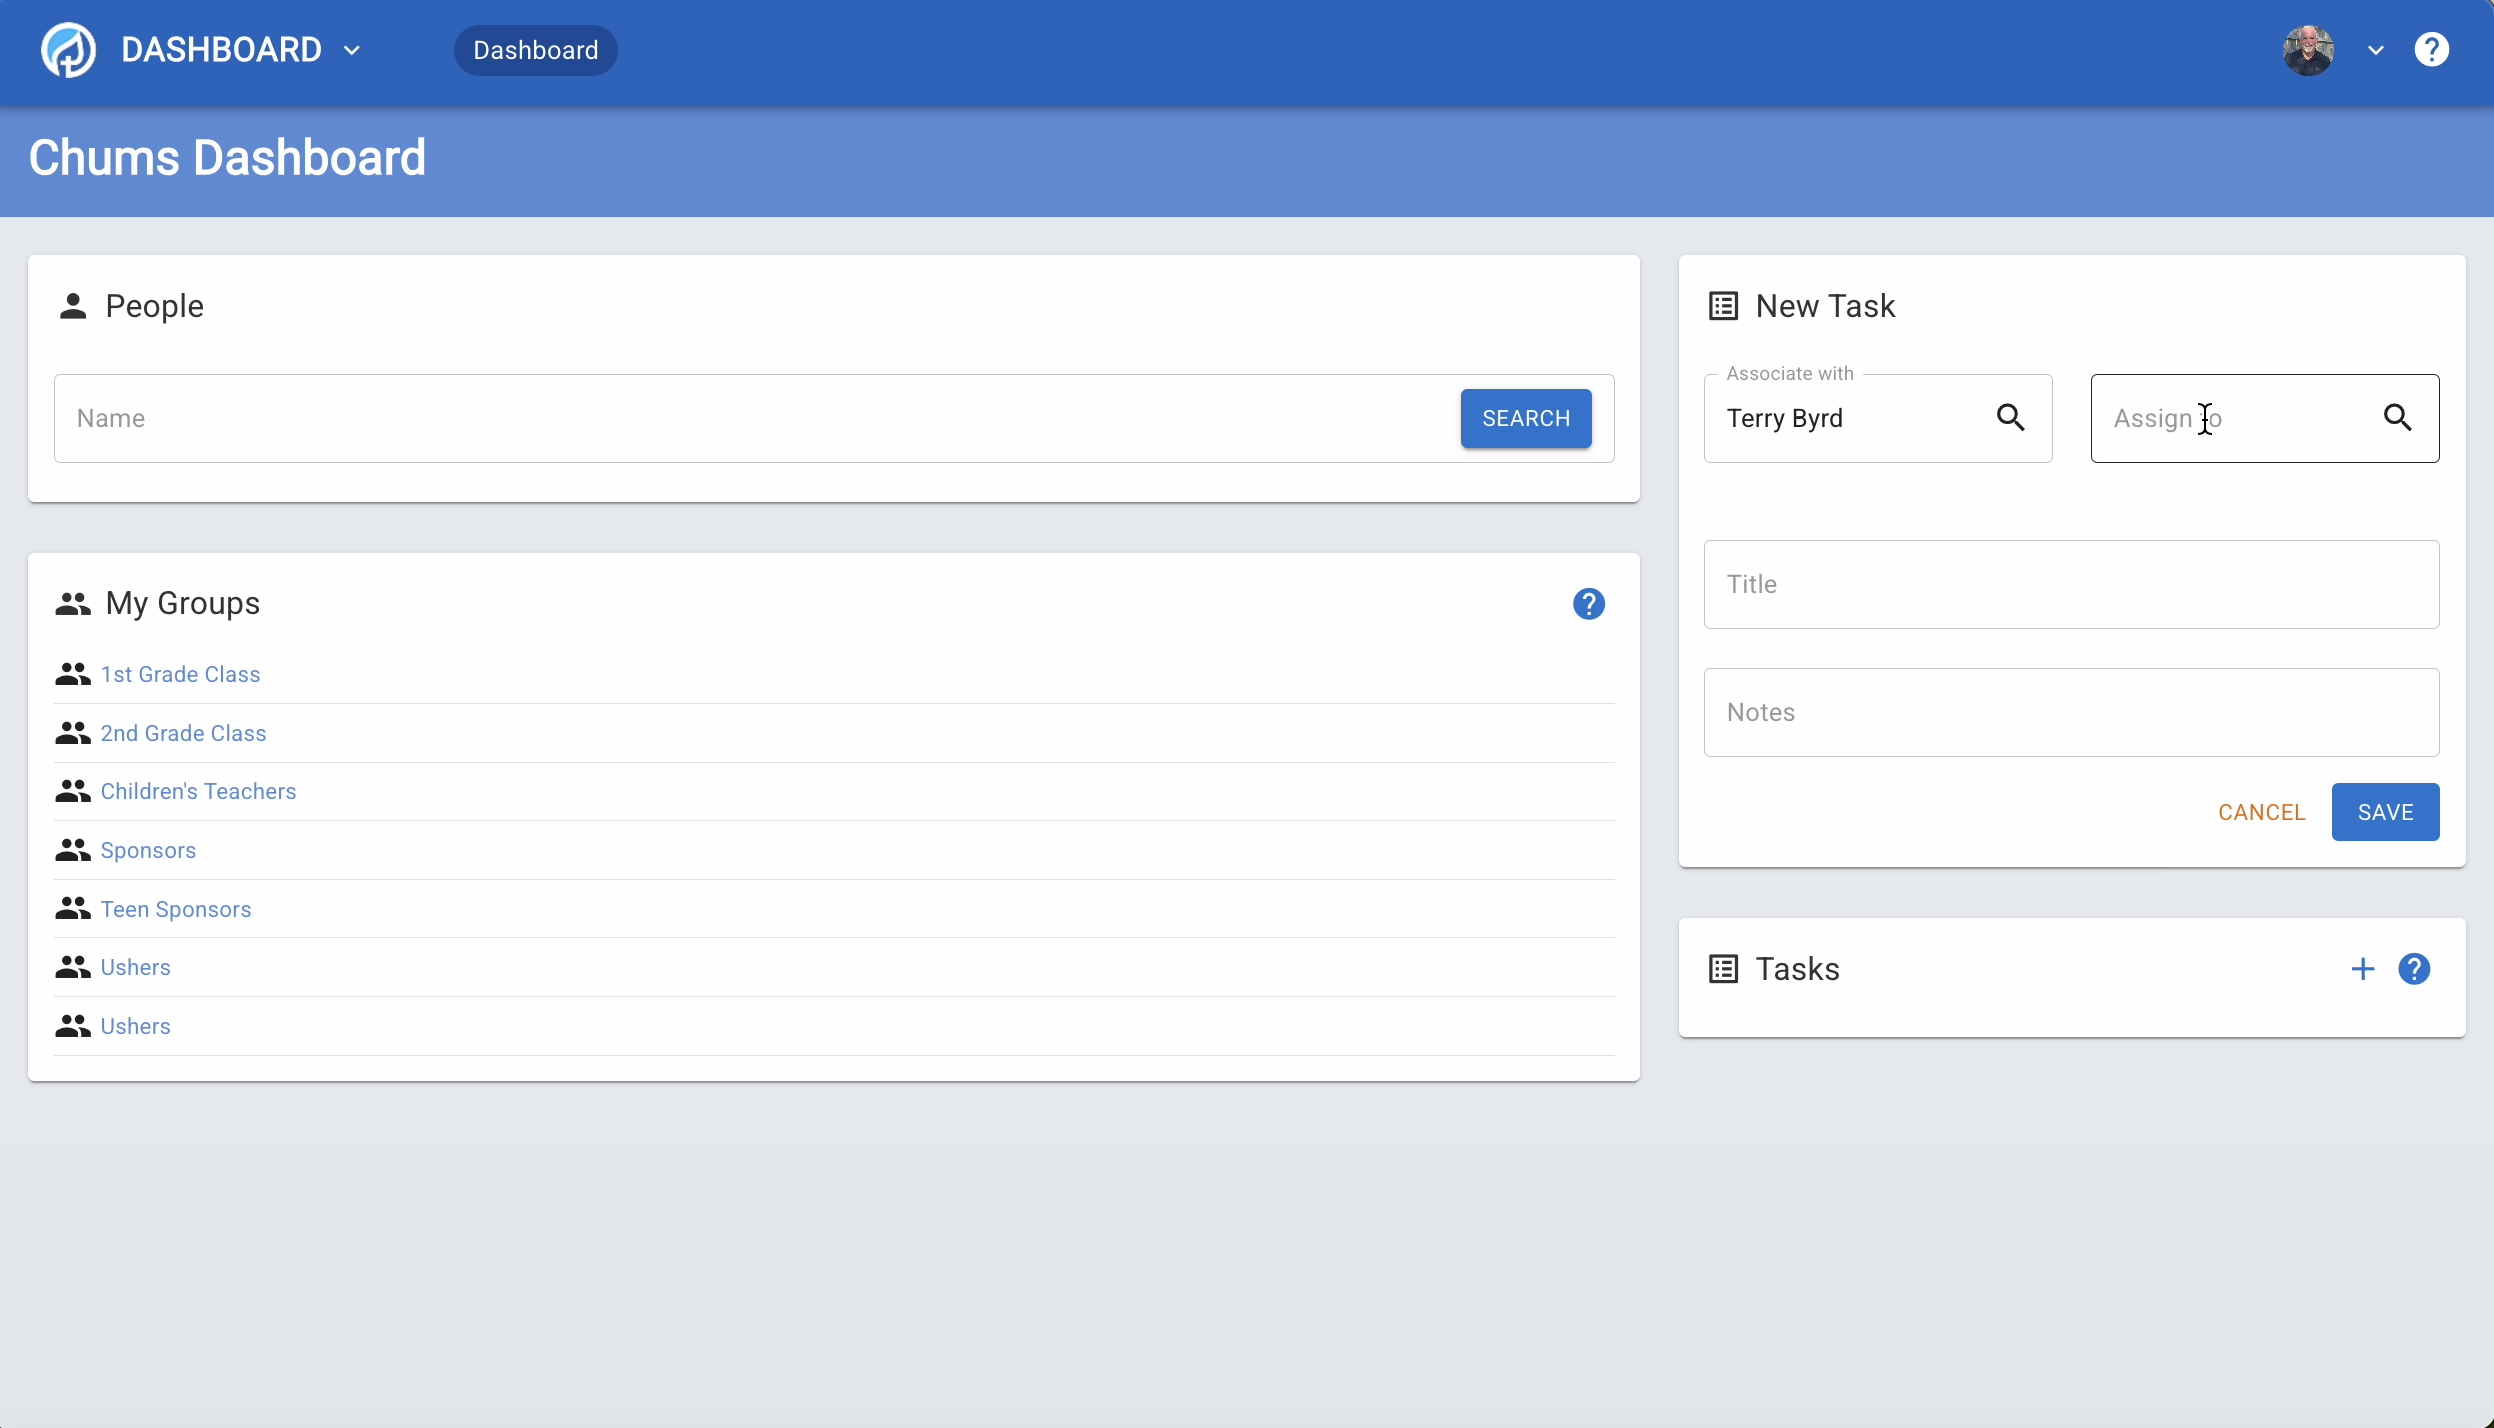 DASHBOARD
Dashboard
Chums Dashboard
People
Name
SEARCH
My Groups
1st Grade Class
2nd Grade Class
Children's Teachers
Sponsors
Teen Sponsors
Ushers
Ushers
New Task
Associate with
Terry Byrd
Assign to
Title
Notes
CANCEL
SAVE
Tasks